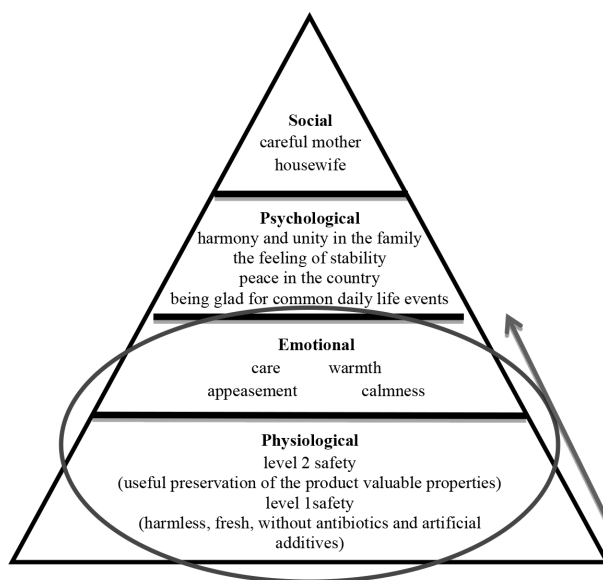 Social
careful mother
housewife
Psychological
harmony and unity in the family
the feeling of stability
peace in the country
being glad for common daily life events
Emotional
care warmth
appeasement calmness
Physiological
level 2 safety
(useful preservation of the product valuable properties)
level 1safety
(harmless, fresh, without antibiotics and artificial
additives)